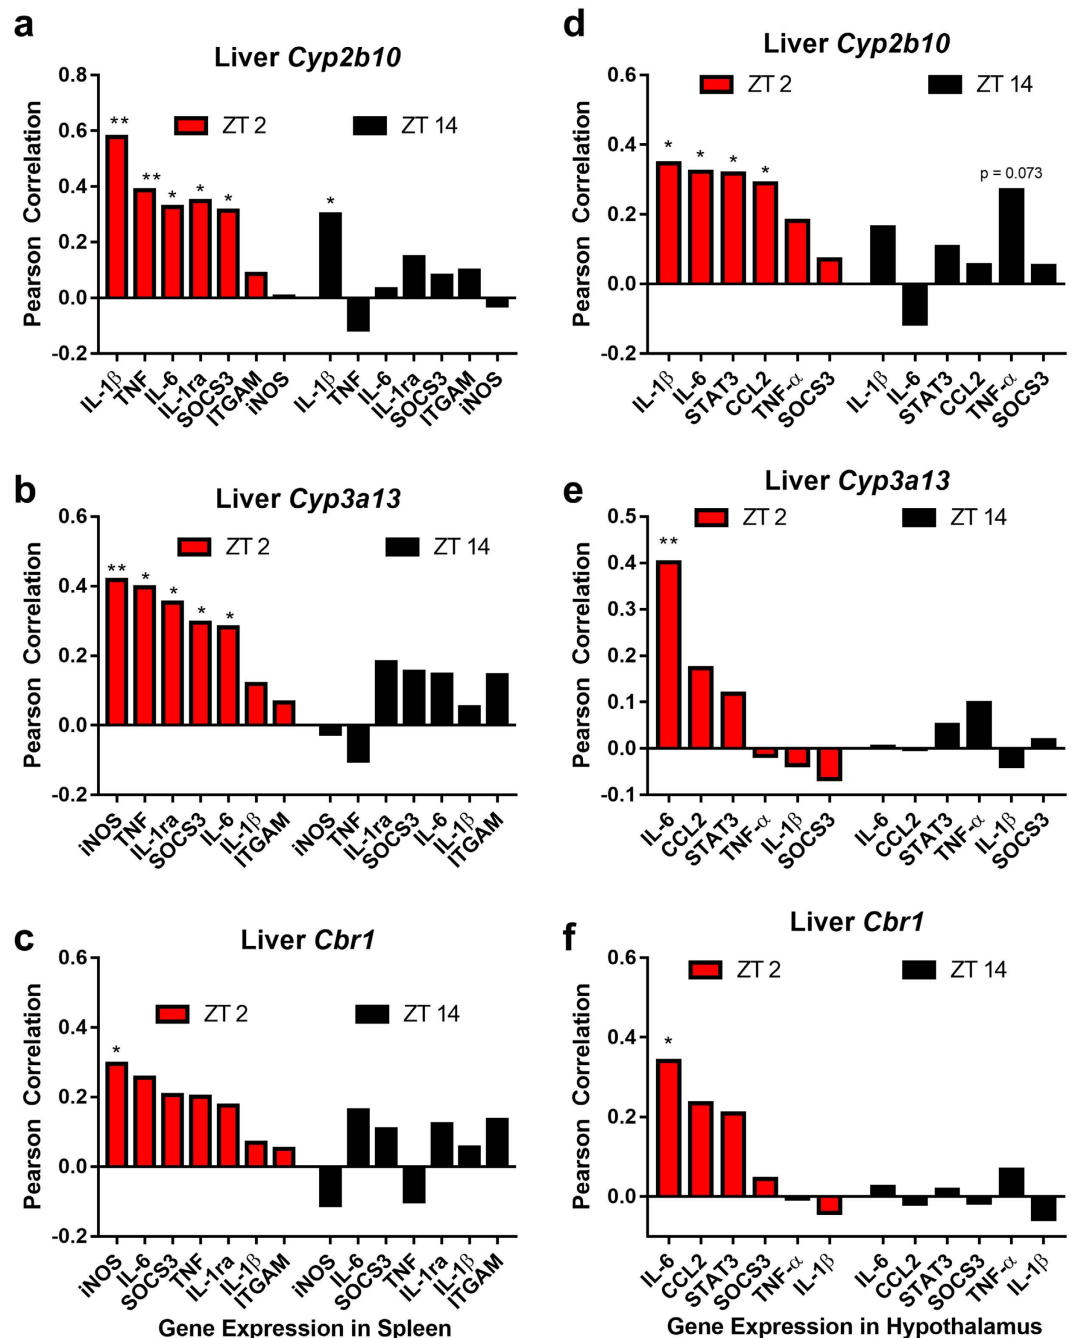 a
Liver Cyp2b10
Pearson Correlation
0.8
0.6
0.4
0.2
0.0
-0.2
ZT 2
ZT 14
**
**
*
*
*
*
IL-1β
TNF
IL-6
IL-1ra
SOCS3
ITGAM
iNOS
IL-1β
TNF
IL-6
IL-1ra
SOCS3
ITGAM
iNOS
b
Liver Cyp3a13
Pearson Correlation
0.6
0.4
0.2
0.0
-0.2
ZT 2
ZT 14
**
*
*
*
*
iNOS
TNF
IL-1ra
SOCS3
IL-6
IL-1β
ITGAM
iNOS
TNF
IL-1ra
SOCS3
IL-6
IL-1β
ITGAM
c
Liver Cbr1
Pearson Correlation
0.6
0.4
0.2
0.0
-0.2
ZT 2
ZT 14
*
iNOS
IL-6
SOCS3
TNF
IL-1ra
IL-1β
ITGAM
iNOS
IL-6
SOCS3
TNF
IL-1ra
IL-1β
ITGAM
Gene Expression in Spleen
d
Liver Cyp2b10
Pearson Correlation
0.6
0.4
0.2
0.0
-0.2
ZT 2
ZT 14
*
*
*
*
p = 0.073
IL-1β
IL-6
STAT3
CCL2
TNF-α
SOCS3
IL-1β
IL-6
STAT3
CCL2
TNF-α
SOCS3
e
Liver Cyp3a13
Pearson Correlation
0.5
0.4
0.3
0.2
0.1
0.0
-0.1
ZT 2
ZT 14
**
IL-6
CCL2
STAT3
TNF-α
IL-1β
SOCS3
IL-6
CCL2
STAT3
TNF-α
IL-1β
SOCS3
f
Liver Cbr1
Pearson Correlation
0.6
0.4
0.2
0.0
ZT 2
ZT 14
*
IL-6
CCL2
STAT3
SOCS3
TNF-α
IL-1β
IL-6
CCL2
STAT3
SOCS3
TNF-α
IL-1β
Gene Expression in Hypothalamus